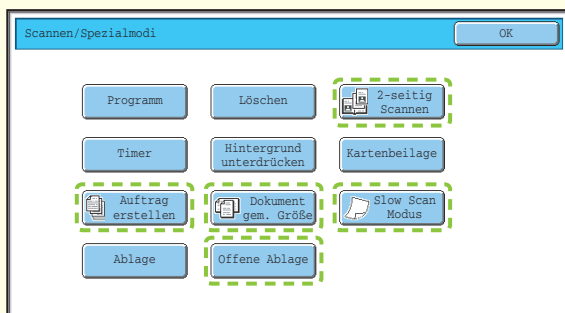 Scannen/Spezialmodi
OK
Programm
Löschen
2-seitig
Scannen
Timer
Hintergrund
unterdrücken
Kartenbeilage
Auftrag
erstellen
Dokument
gem. Größe
Slow Scan
Modus
Ablage
Offene Ablage